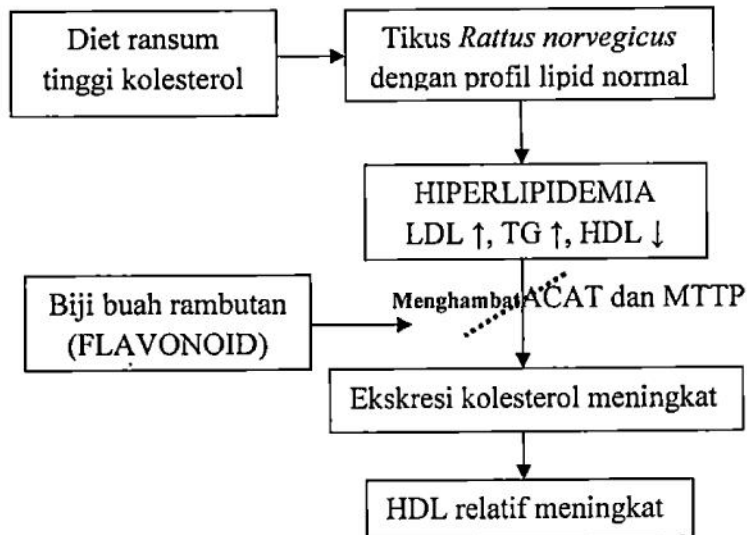 Diet ransum
tinggi kolesterol
Tikus Rattus norvegicus
dengan profil lipid normal
HIPERLIPIDEMIA
LDL ↑, TG ↑, HDL ↓
Biji buah rambutan
(FLAVONOID)
Menghambat ACAT dan MTTP
Ekskresi kolesterol meningkat
HDL relatif meningkat